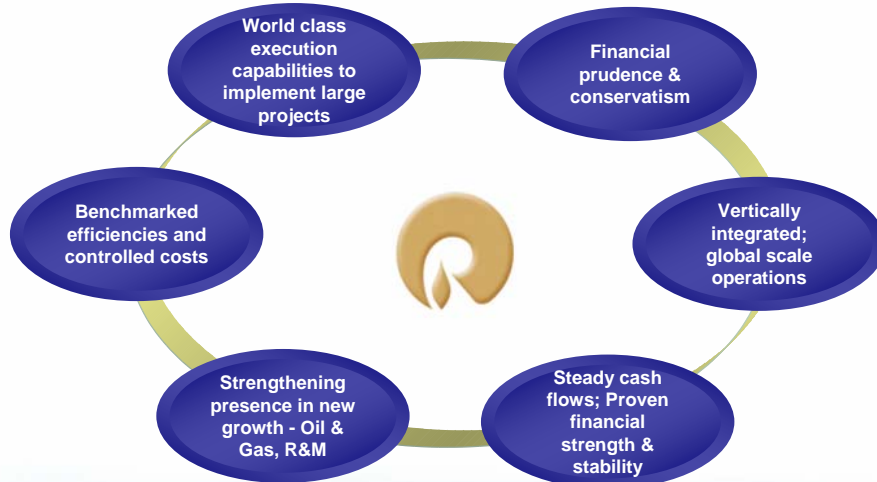 World class
execution
capabilities to
implement large
projects
Financial
prudence &
conservatism
Benchmarked
efficiencies and
controlled costs
Vertically
integrated;
global scale
operations
Strengthening
presence in new
growth - Oil &
Gas, R&M
Steady cash
flows; Proven
financial
strength &
stability